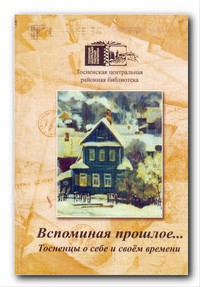 Тосненская центральная
районная библиотека
Вспоминая прошлое...
Тосненцы о себе и своём времени